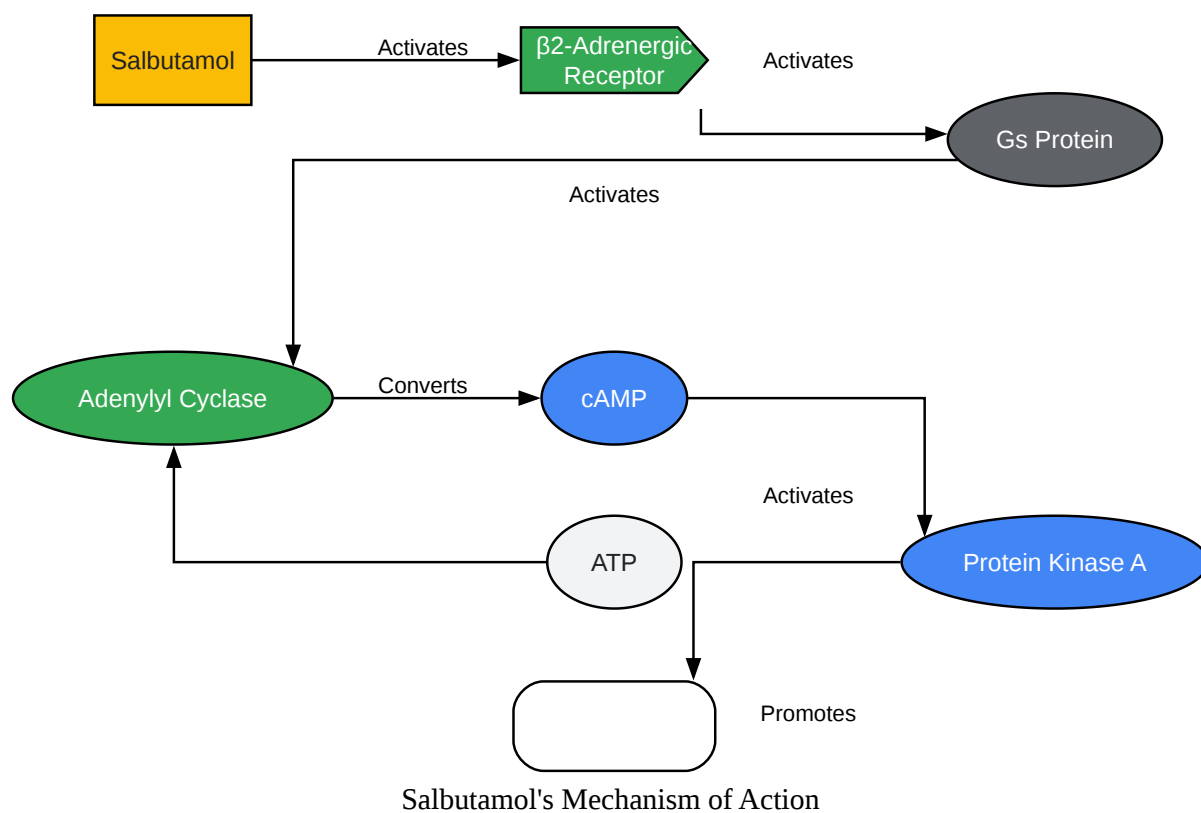 Salbutamol
Activates
β2-Adrenergic
Receptor
Activates
Gs Protein
Activates
Adenylyl Cyclase
Converts
cAMP
Activates
ATP
Protein Kinase A
Promotes
Salbutamol's Mechanism of Action